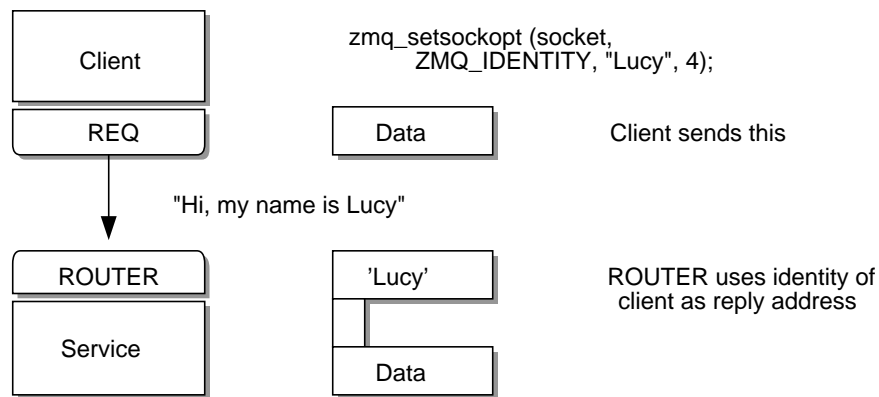 Client
zmq_setsockopt (socket,
ZMQ_IDENTITY, "Lucy", 4);
REQ
Data
Client sends this
"Hi, my name is Lucy"
ROUTER
'Lucy’
ROUTER uses identity of
client as reply address
Service
Data